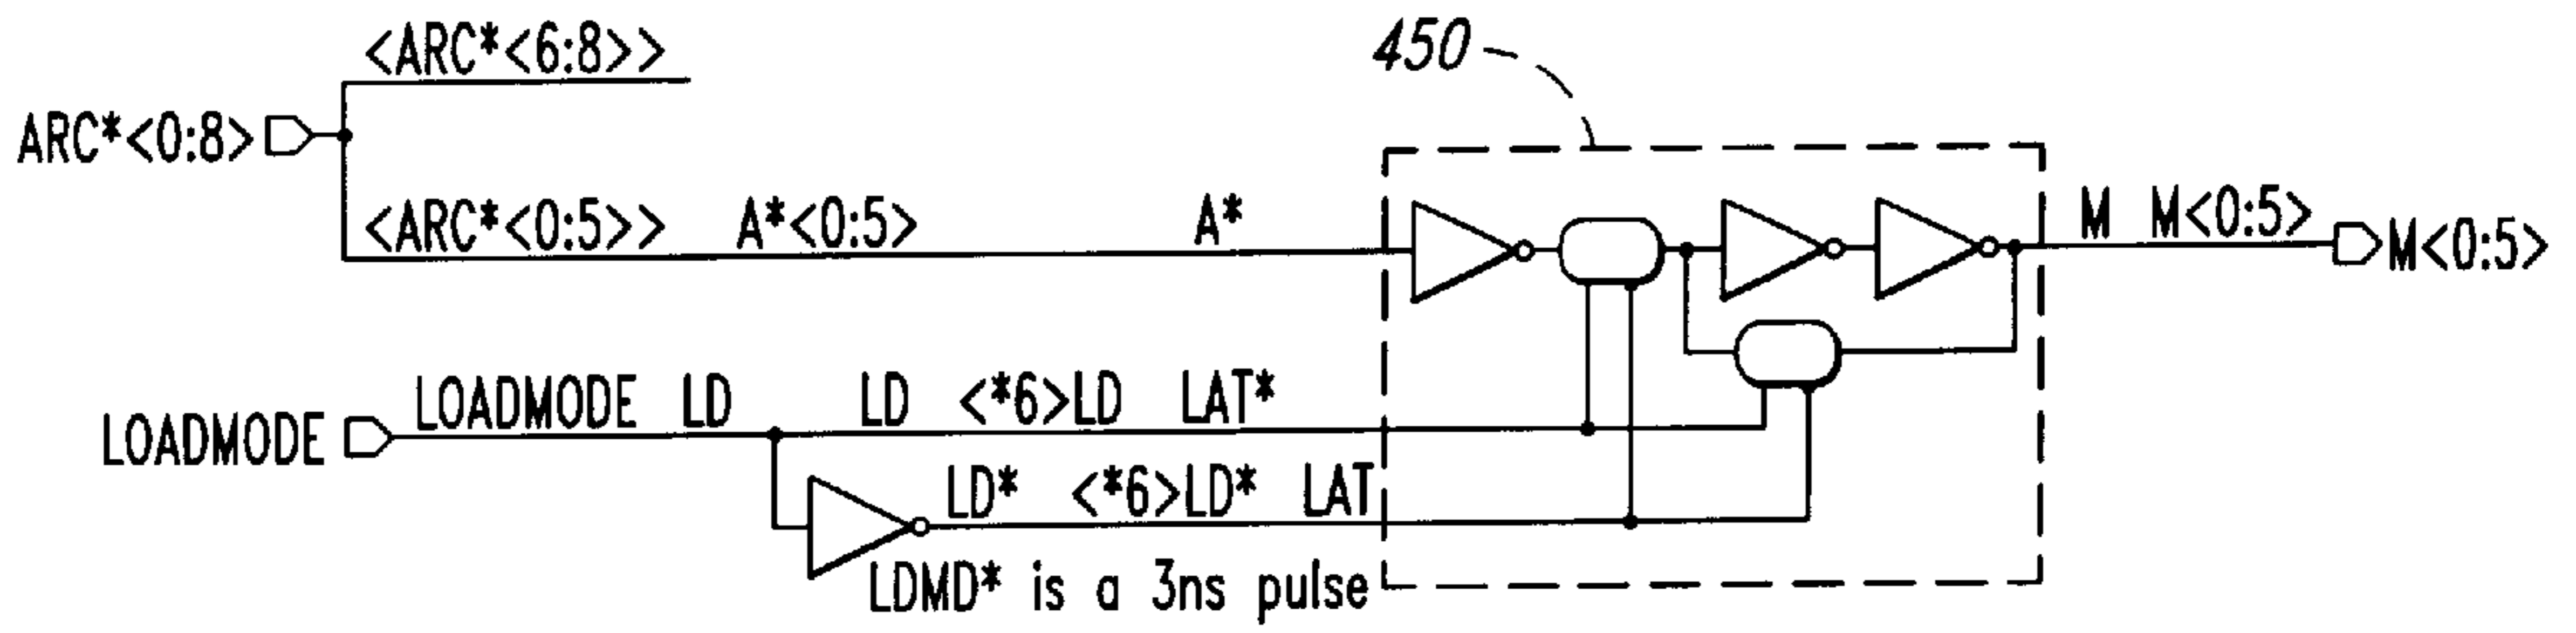 <ARC*<6:8>>
450
ARC*<0:8>
<ARC*<0:5>> A*<0:5> A*
M M<0:5>
M<0:5>
LOADMODE LD LD <*6>LD LAT*
LOADMODE
LD* <*6>LD* LAT
LDMD* is a 3ns pulse